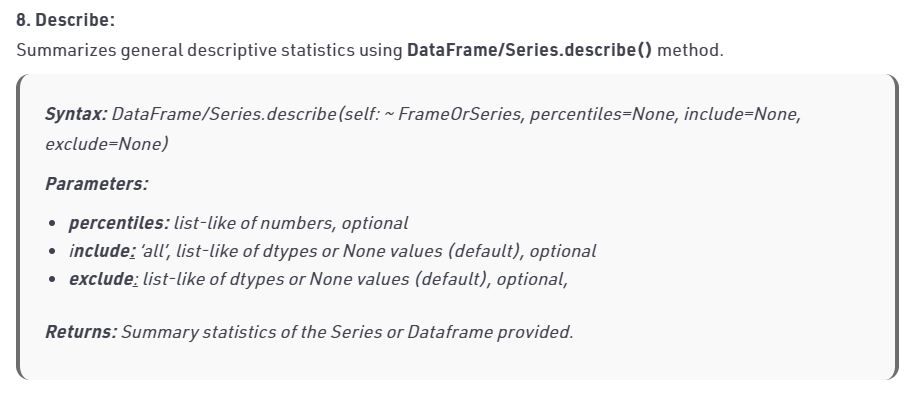 8. Describe:
Summarizes general descriptive statistics using DataFrame/Series.describe() method.
Syntax: DataFrame/Series.describe(self: ~ FrameOrSeries, percentiles=None, include=None,
exclude=None)
Parameters:
• percentiles: list-like of numbers, optional
• include: ‘all’, list-like of dtypes or None values (default), optional
• exclude: list-like of dtypes or None values (default), optional,
Returns: Summary statistics of the Series or Dataframe provided.